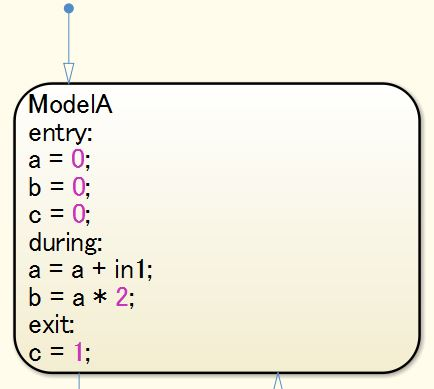 ModelA
entry:
a = 0;
b = 0;
c = 0;
during:
a = a + in1;
b = a * 2;
exit:
c = 1;